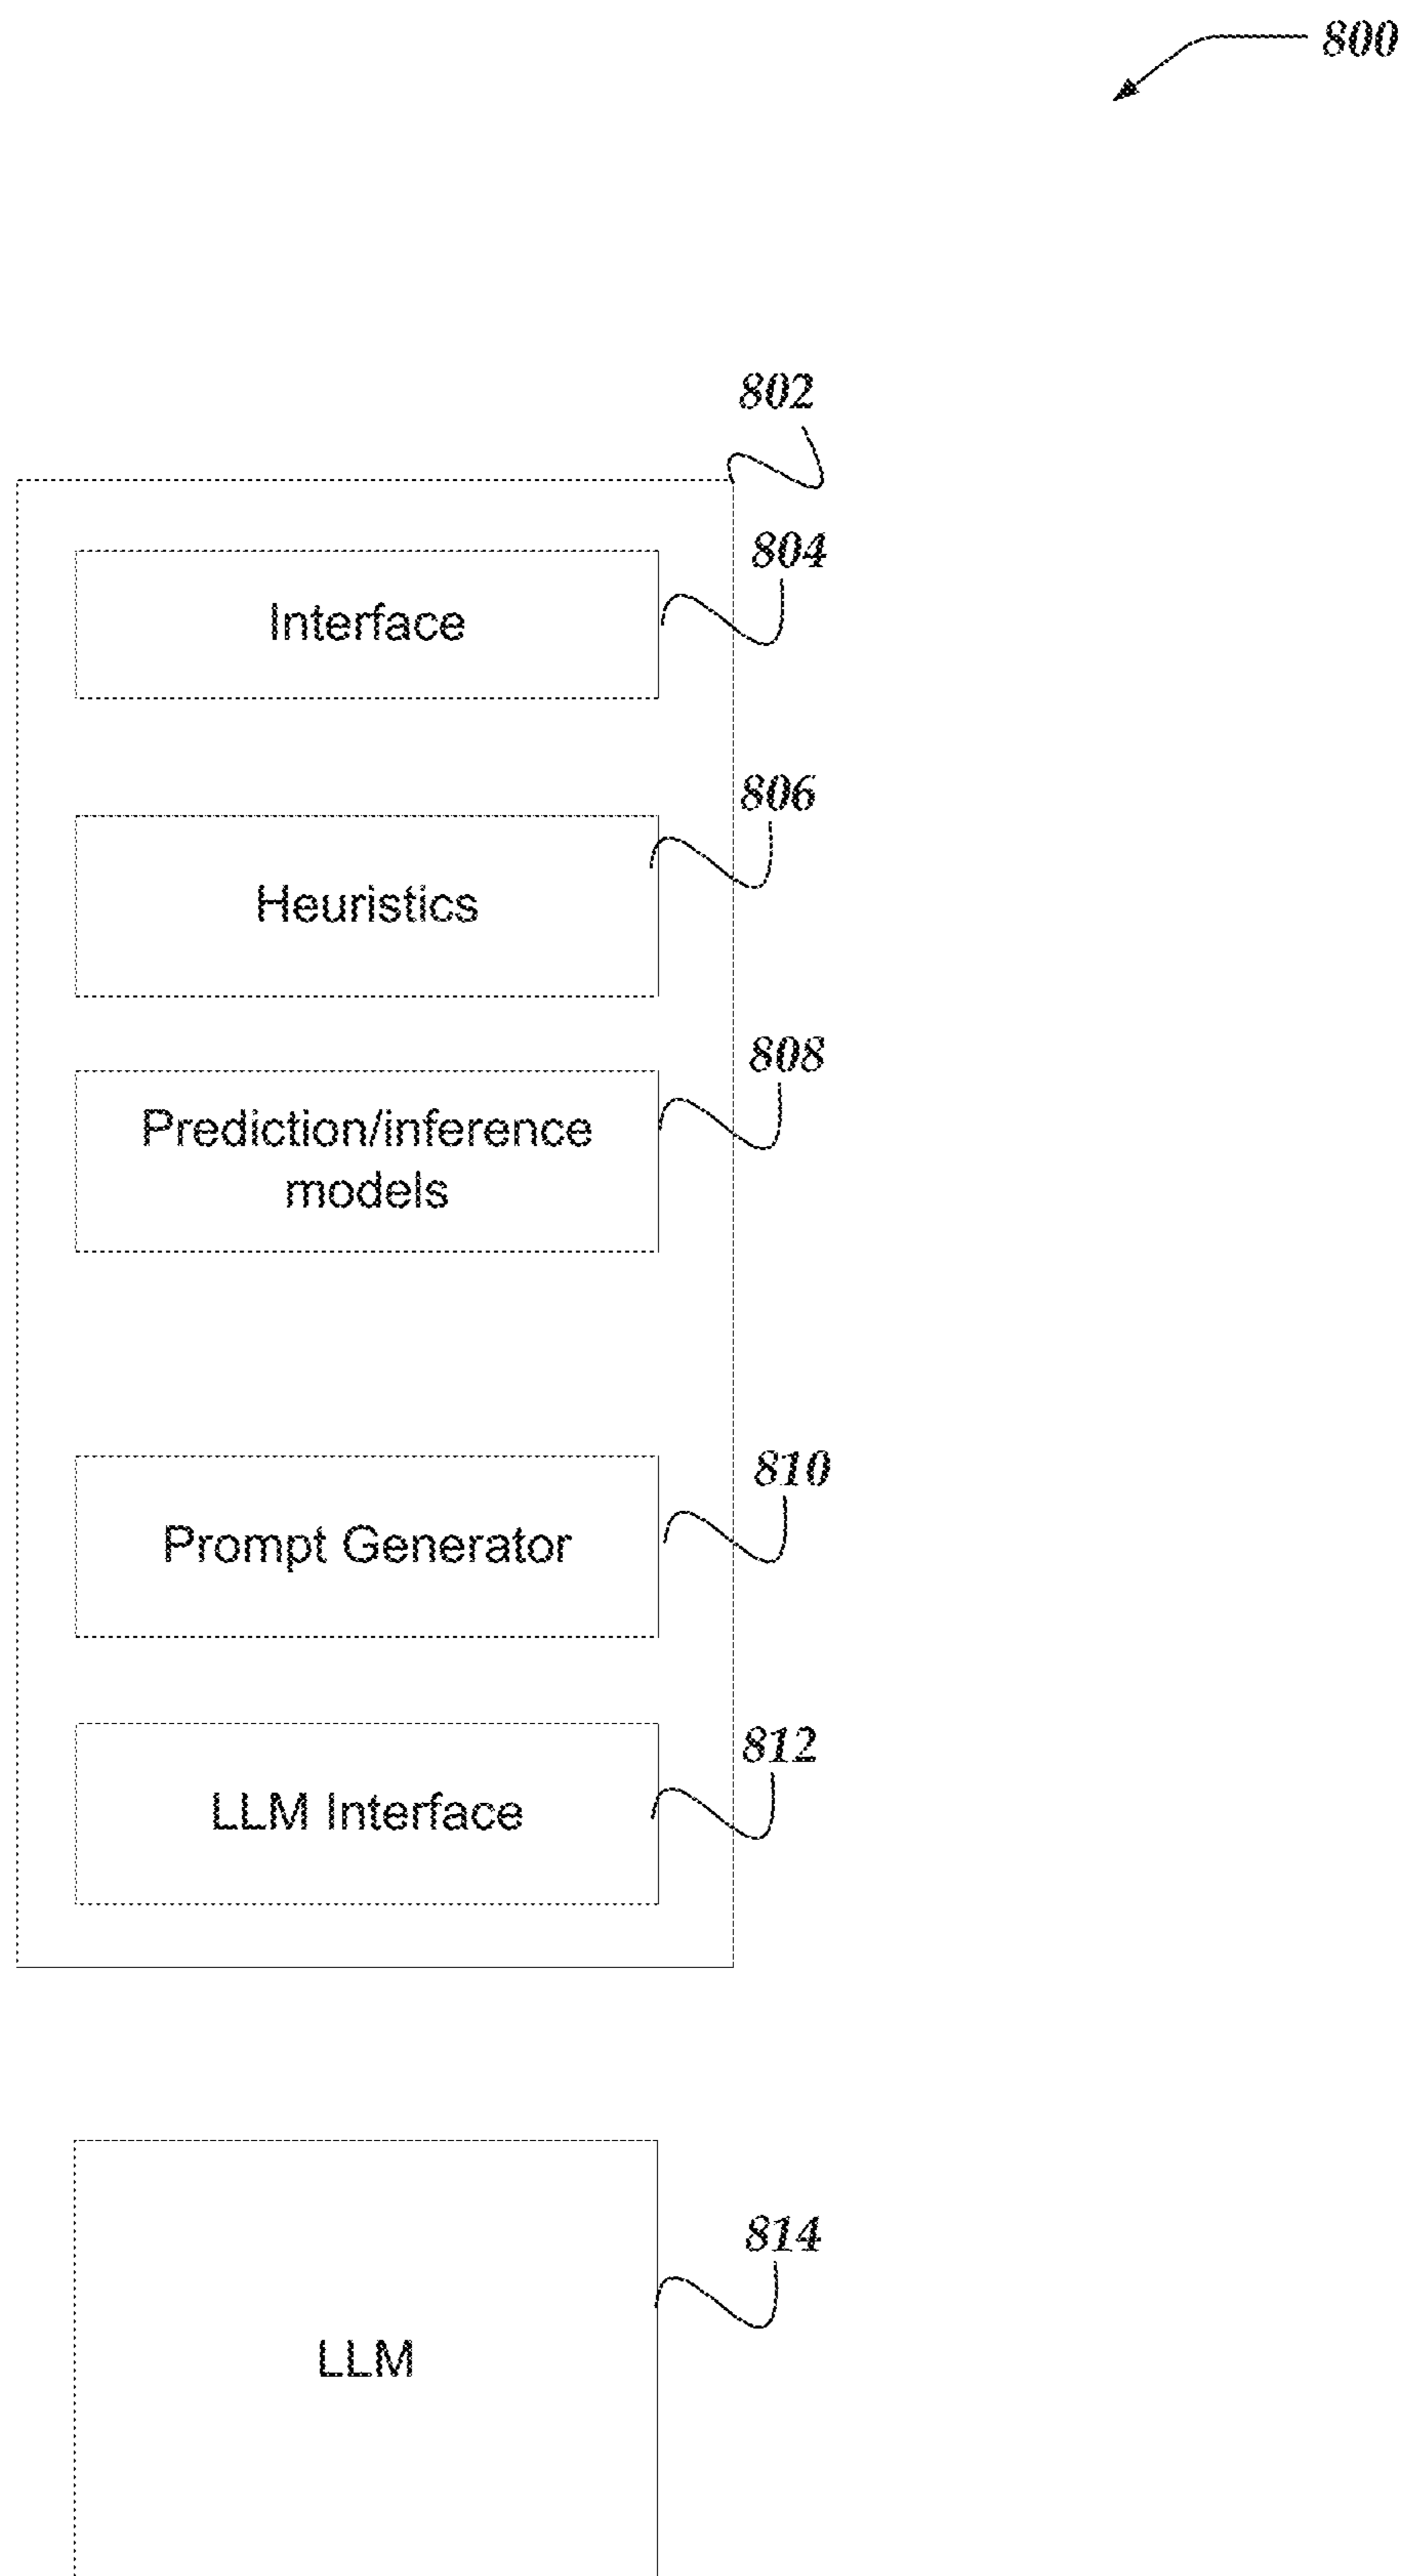 800
802
804
Interface
806
Heuristics
808
Prediction/inference
models
810
Prompt Generator
812
LLM Interface
814
LLM